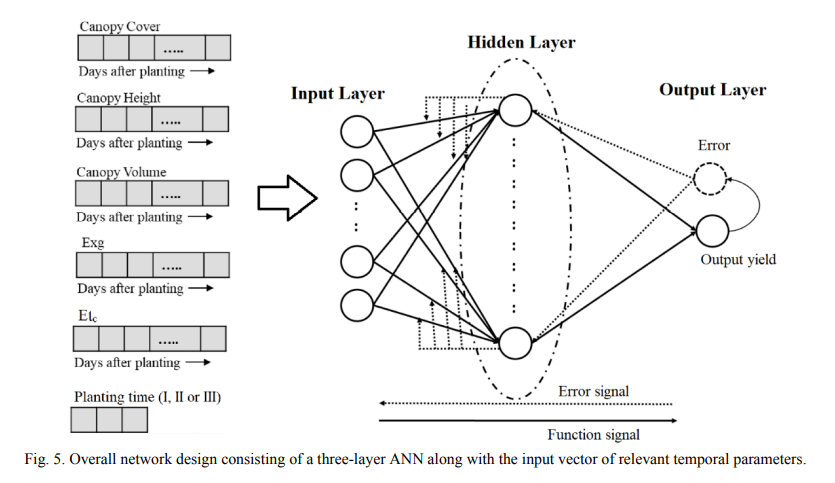 Canopy Cover
.....
Days after planting
Canopy Height
.....
Days after planting
Canopy Volume
.....
Days after planting
Exg
.....
Days after planting
Etc
.....
Days after planting
Planting time (I, II or III)
Input Layer
Hidden Layer
Output Layer
Error
Output yield
Error signal
Function signal
Fig. 5. Overall network design consisting of a three-layer ANN along with the input vector of relevant temporal parameters.